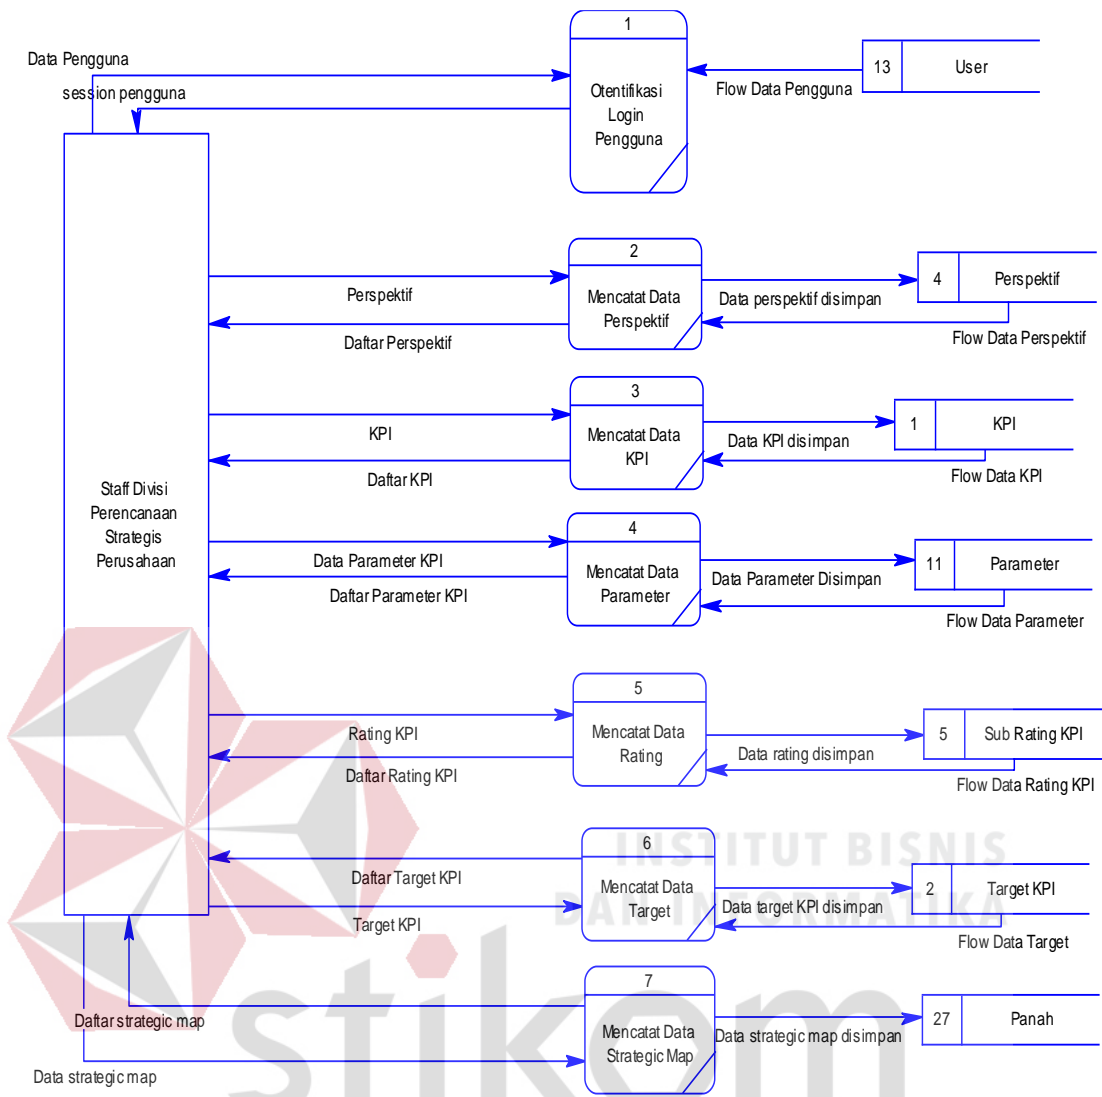 1
Data Pengguna
session pengguna
Otentifikasi
Login
Pengguna
Flow Data Pengguna
13
User
2
Perspektif
Daftar Perspektif
Mencatat Data
Perspektif
Data perspektif disimpan
4
Perspektif
Flow Data Perspektif
3
KPI
Daftar KPI
Mencatat Data
KPI
Data KPI disimpan
1
KPI
Flow Data KPI
Staff Divisi
Perencanaan
Strategis
Perusahaan
4
Data Parameter KPI
Daftar Parameter KPI
Mencatat Data
Parameter
Data Parameter Disimpan
11
Parameter
Flow Data Parameter
5
Rating KPI
Daftar Rating KPI
Mencatat Data
Rating
Data rating disimpan
5
Sub Rating KPI
Flow Data Rating KPI
6
Daftar Target KPI
Target KPI
Mencatat Data
Target
Data target KPI disimpan
2
Target KPI
Flow Data Target
7
Daftar strategic map
Data strategic map
Mencatat Data
Strategic Map
Data strategic map disimpan
27
Panah
INSTITUT BISNIS
DAN INFORMATIKA
stikom